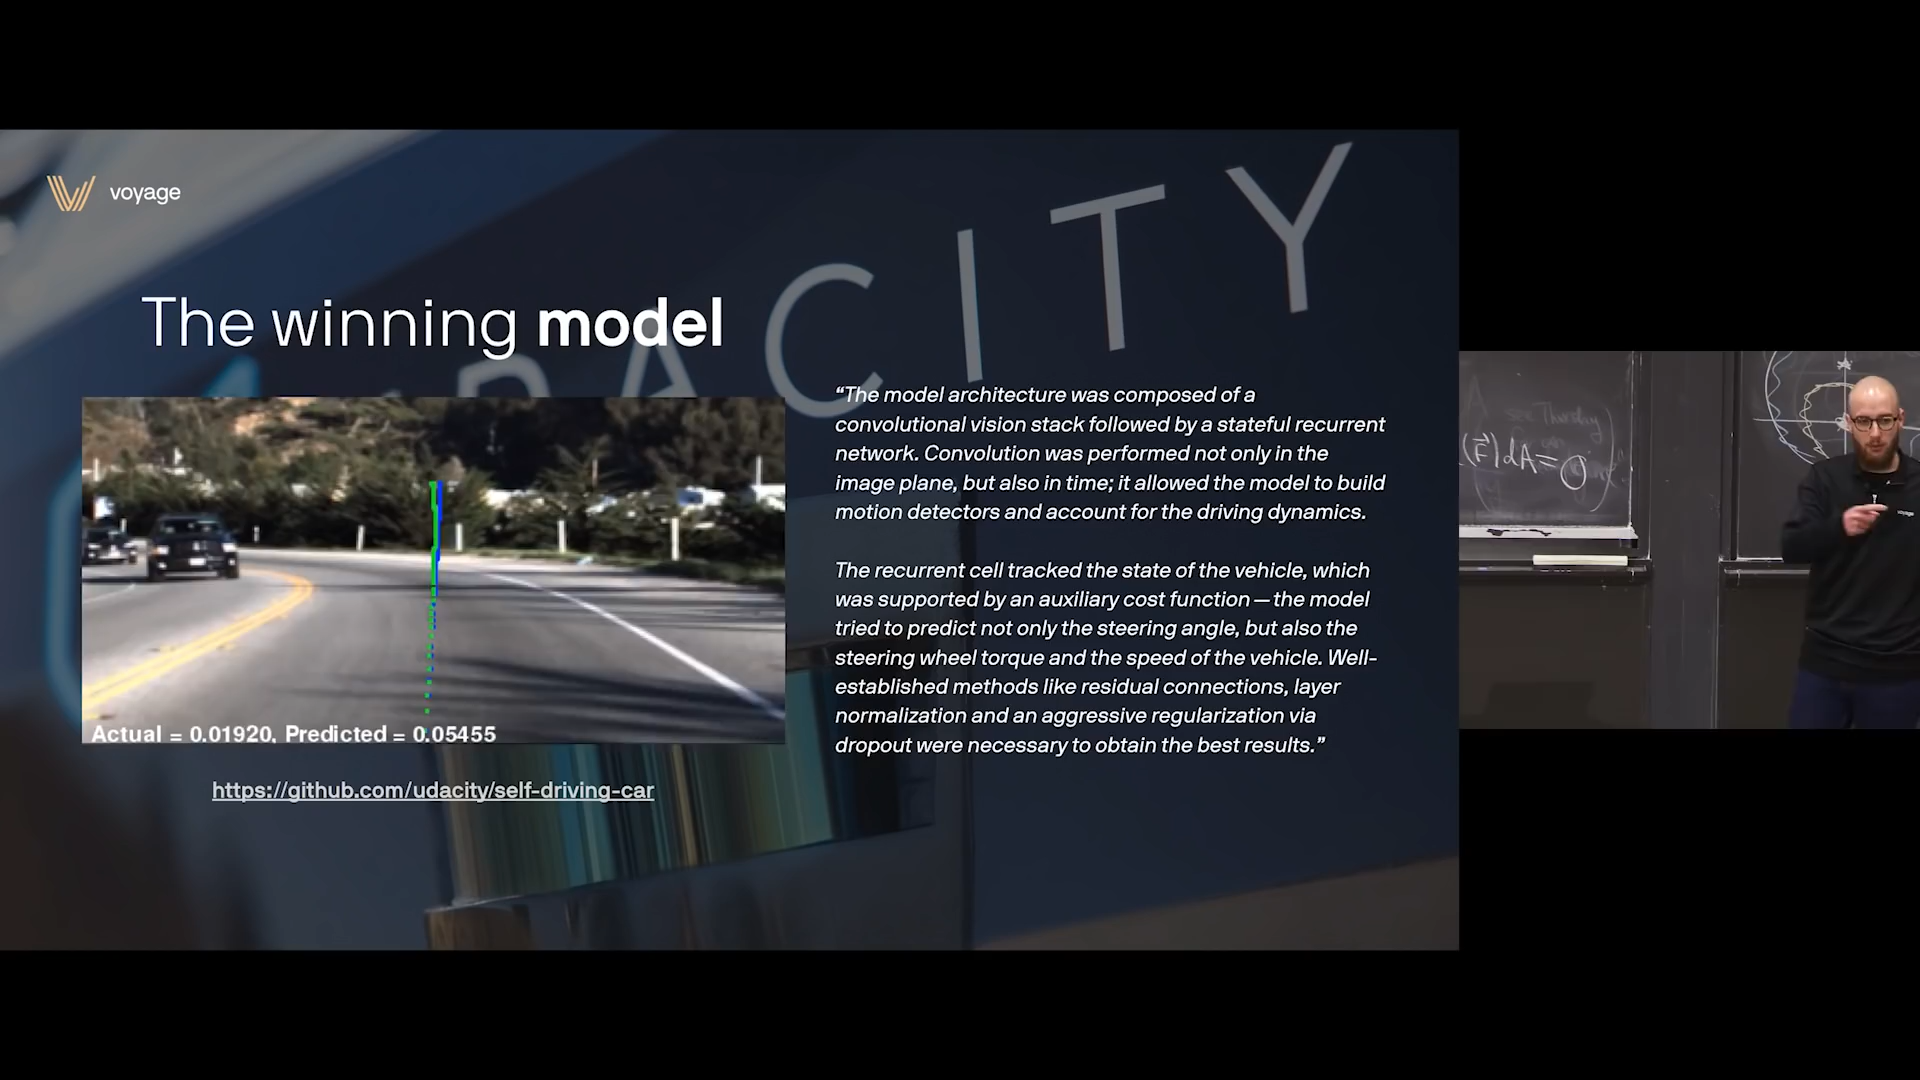 voyage
UDACITY
The winning model
Actual = 0.01920, Predicted = 0.05455
https://github.com/udacity/self-driving-car
“The model architecture was composed of a
convolutional vision stack followed by a stateful recurrent
network. Convolution was performed not only in the
image plane, but also in time; it allowed the model to build
motion detectors and account for the driving dynamics.
The recurrent cell tracked the state of the vehicle, which
was supported by an auxiliary cost function — the model
tried to predict not only the steering angle, but also the
steering wheel torque and the speed of the vehicle. Well-
established methods like residual connections, layer
normalization and an aggressive regularization via
dropout were necessary to obtain the best results.”
see Thursday
(F⃗)dA=0
voyage